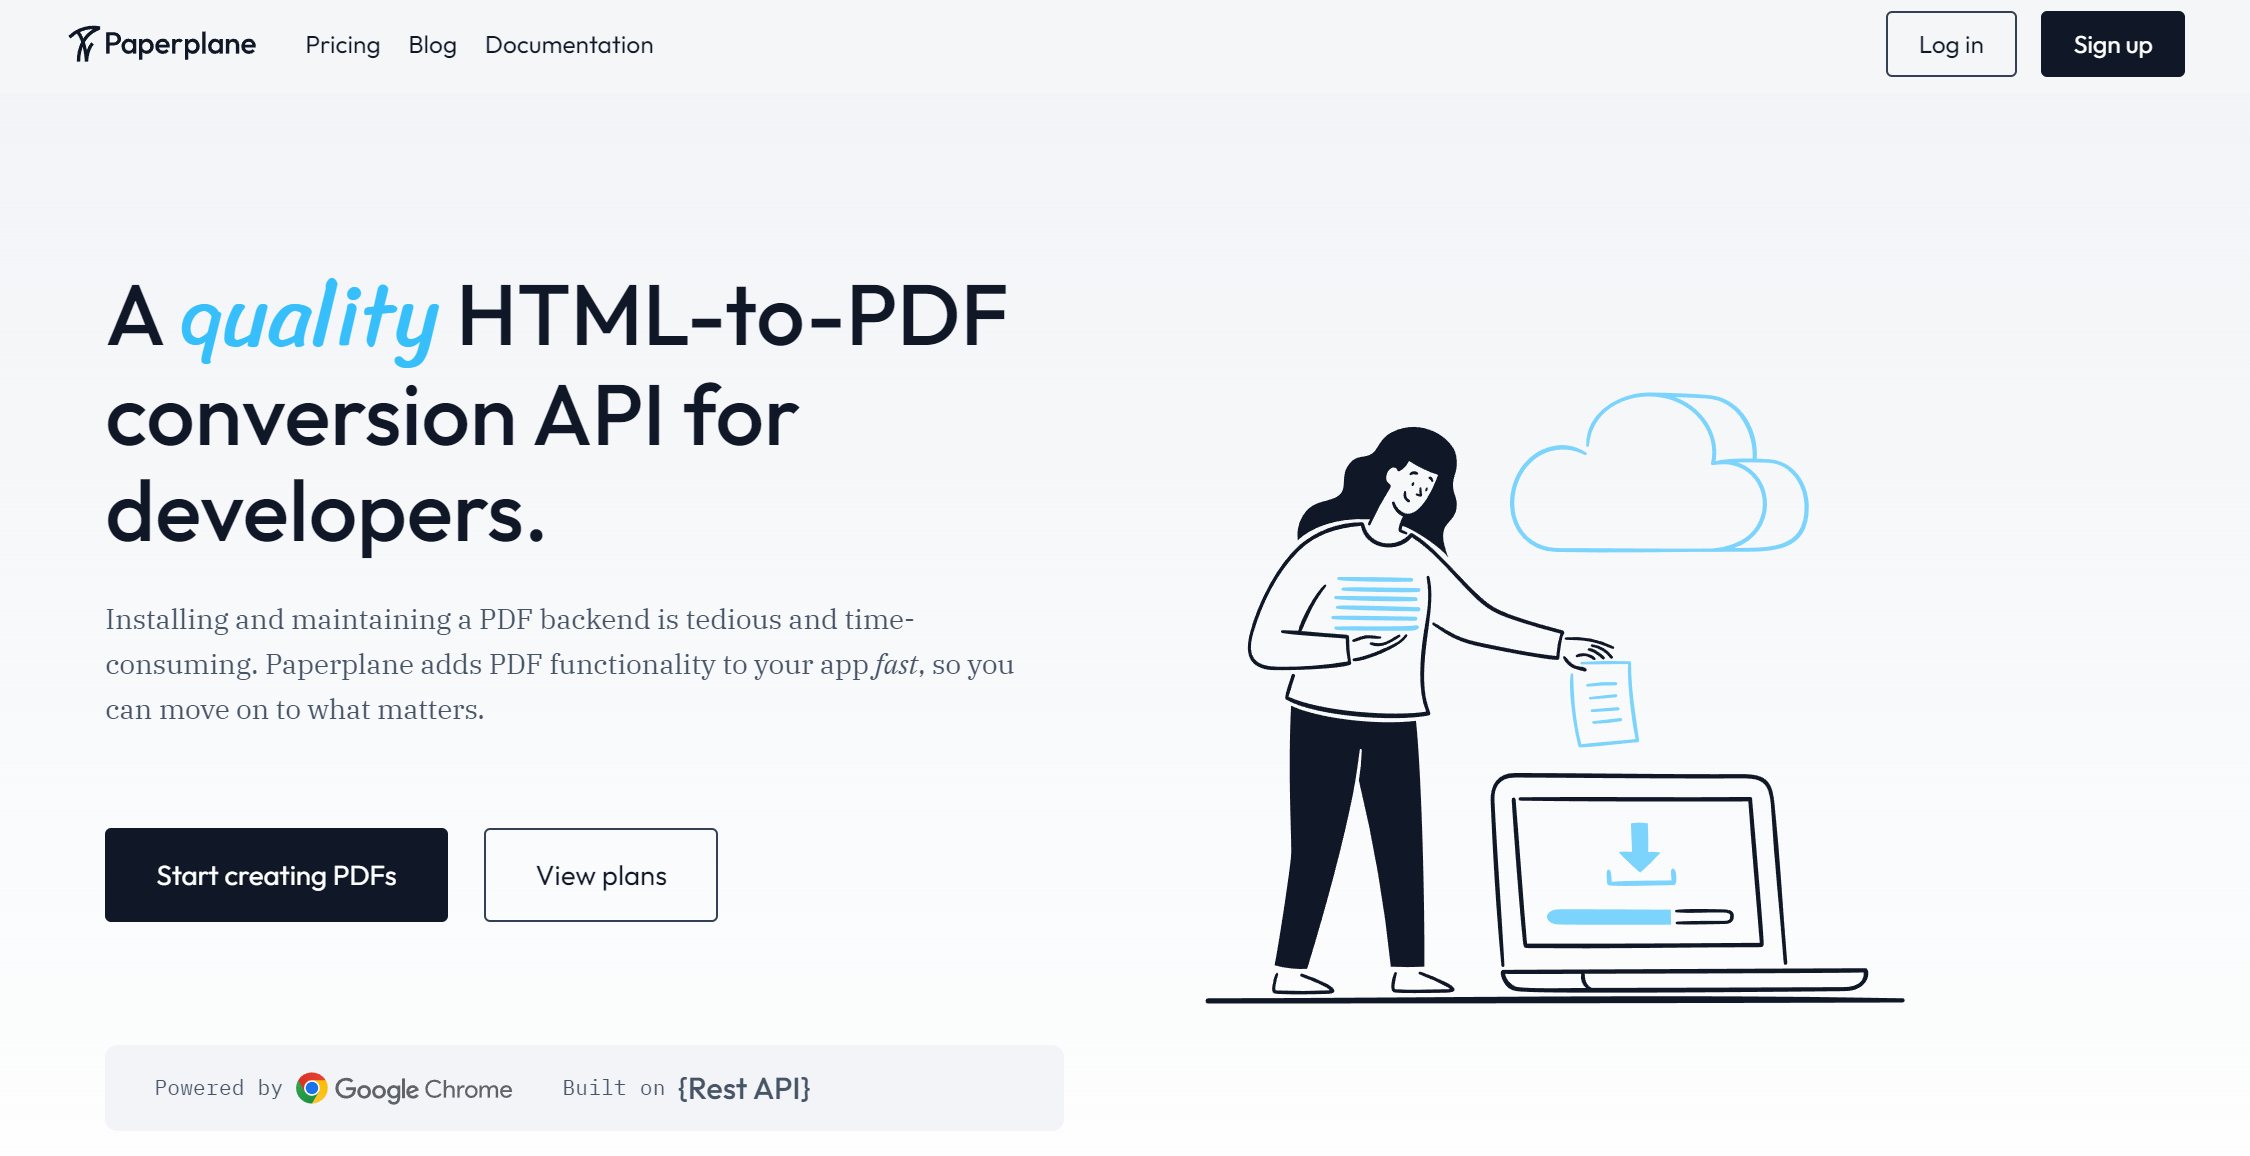 Paperplane
Pricing
Blog
Documentation
Log in
Sign up
A quality HTML-to-PDF
conversion API for
developers.
Installing and maintaining a PDF backend is tedious and time-
consuming. Paperplane adds PDF functionality to your app fast, so you
can move on to what matters.
Start creating PDFs
View plans
Powered by Google Chrome
Built on {Rest API}